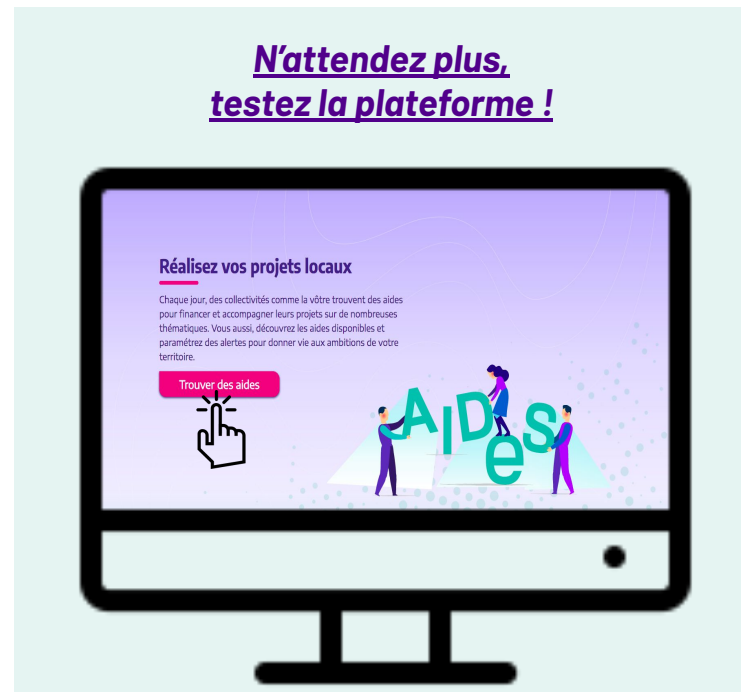 N'attendez plus,
testez la plateforme !
Réalisez vos projets locaux
Chaque jour, des collectivités comme la vôtre trouvent des aides
pour financer et accompagner leurs projets sur de nombreuses
thématiques. Vous aussi, découvrez les aides disponibles et
paramétrez des alertes pour donner vie aux ambitions de votre
territoire.
Trouver des aides
AIDeS